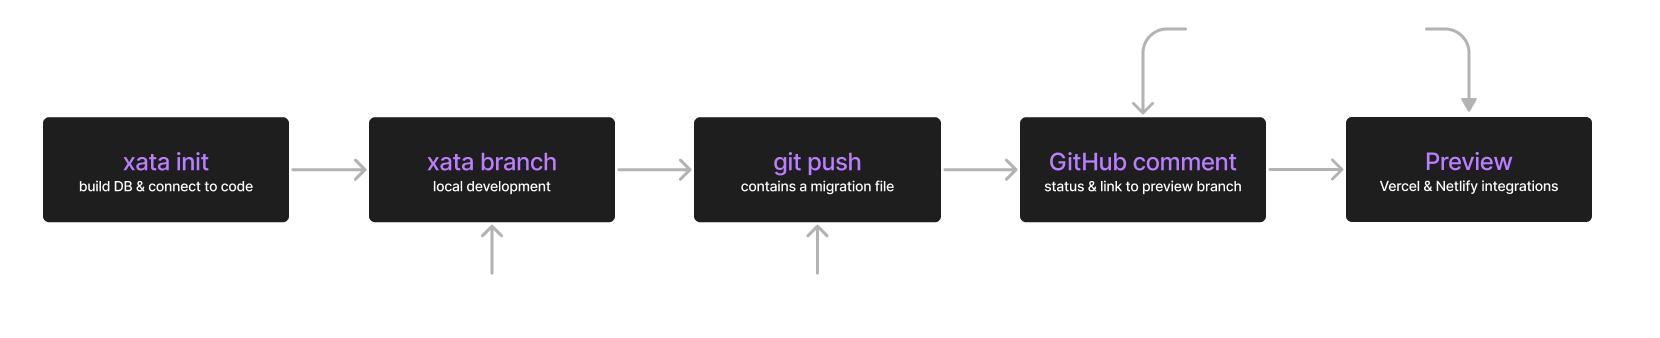 xata init
build DB & connect to code
xata branch
local development
git push
contains a migration file
GitHub comment
status & link to preview branch
Preview
Vercel & Netlify integrations